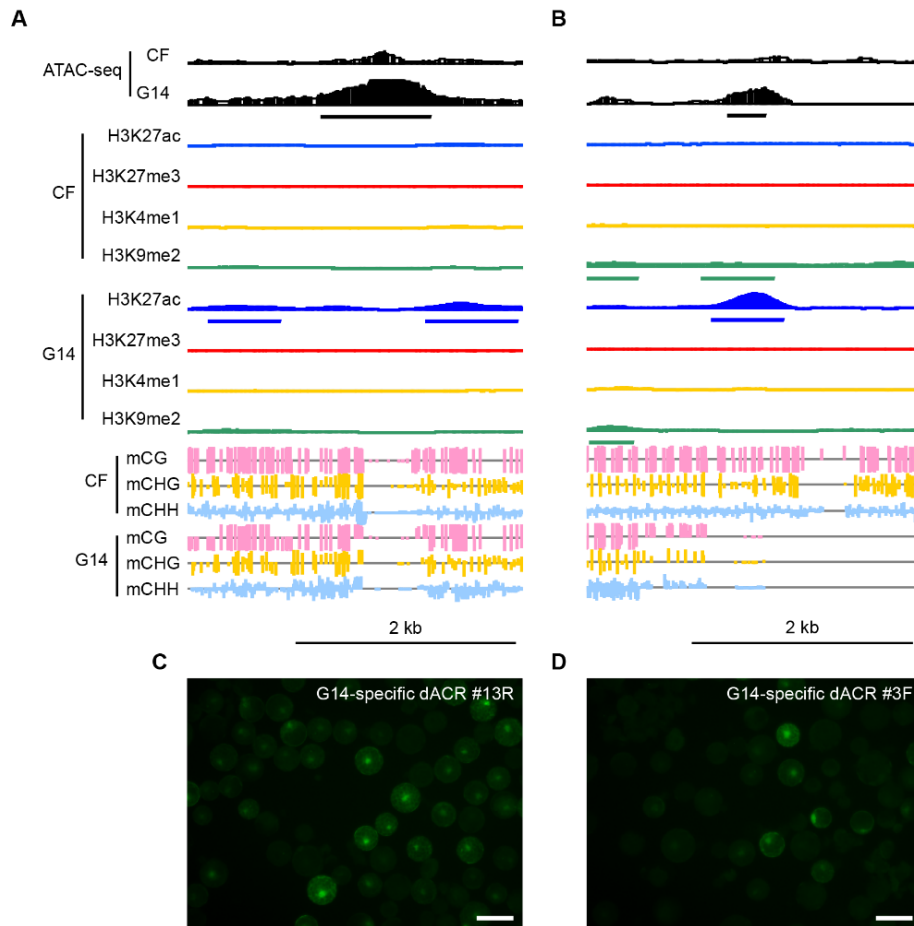 A
B
ATAC-seq
CF
G14
CF
H3K27ac
H3K27me3
H3K4me1
H3K9me2
G14
H3K27ac
H3K27me3
H3K4me1
H3K9me2
CF
mCG
mCHG
mCHH
G14
mCG
mCHG
mCHH
2 kb
2 kb
C
D
G14-specific dACR #13R
G14-specific dACR #3F